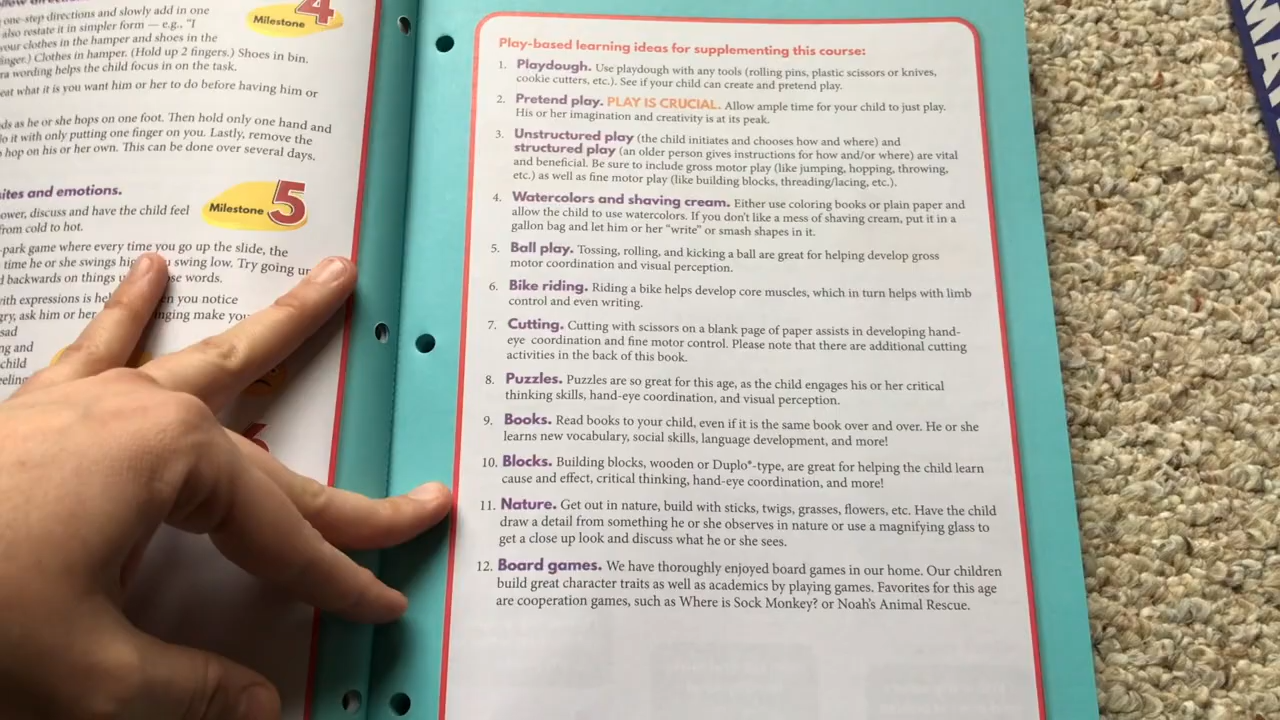 one-step directions and slowly add in one
also restate it in simpler form — e.g., "I
your clothes in the hamper and shoes in the
finger.) Clothes in hamper. (Hold up 2 fingers.) Shoes in bin.
ra wording helps the child focus in on the task.
eat what it is you want him or her to do before having him or
Milestone 4
ds as he or she hops on one foot. Then hold only one hand and
o it with only putting one finger on you. Lastly, remove the
hop on his or her own. This can be done over several days.
ites and emotions.
Milestone 5
ower, discuss and have the child feel
from cold to hot.
-park game where every time you go up the slide, the
time he or she swings hig u swing low. Try going up
d backwards on things u ose words.
ith expressions is hel en you notice
gry, ask him or her inging make you
sad
ng and
child
eeling
6
Play-based learning ideas for supplementing this course:
1. Playdough. Use playdough with any tools (rolling pins, plastic scissors or knives,
cookie cutters, etc.). See if your child can create and pretend play.
2. Pretend play. PLAY IS CRUCIAL. Allow ample time for your child to just play.
His or her imagination and creativity is at its peak.
3. Unstructured play (the child initiates and chooses how and where) and
structured play (an older person gives instructions for how and/or where) are vital
and beneficial. Be sure to include gross motor play (like jumping, hopping, throwing,
etc.) as well as fine motor play (like building blocks, threading/lacing, etc.).
4. Watercolors and shaving cream. Either use coloring books or plain paper and
allow the child to use watercolors. If you don't like a mess of shaving cream, put it in a
gallon bag and let him or her "write" or smash shapes in it.
5. Ball play. Tossing, rolling, and kicking a ball are great for helping develop gross
motor coordination and visual perception.
6. Bike riding. Riding a bike helps develop core muscles, which in turn helps with limb
control and even writing.
7. Cutting. Cutting with scissors on a blank page of paper assists in developing hand-
eye coordination and fine motor control. Please note that there are additional cutting
activities in the back of this book.
8. Puzzles. Puzzles are so great for this age, as the child engages his or her critical
thinking skills, hand-eye coordination, and visual perception.
9. Books. Read books to your child, even if it is the same book over and over. He or she
learns new vocabulary, social skills, language development, and more!
10. Blocks. Building blocks, wooden or Duplo®-type, are great for helping the child learn
cause and effect, critical thinking, hand-eye coordination, and more!
11. Nature. Get out in nature, build with sticks, twigs, grasses, flowers, etc. Have the child
draw a detail from something he or she observes in nature or use a magnifying glass to
get a close up look and discuss what he or she sees.
12. Board games. We have thoroughly enjoyed board games in our home. Our children
build great character traits as well as academics by playing games. Favorites for this age
are cooperation games, such as Where is Sock Monkey? or Noah's Animal Rescue.
MA